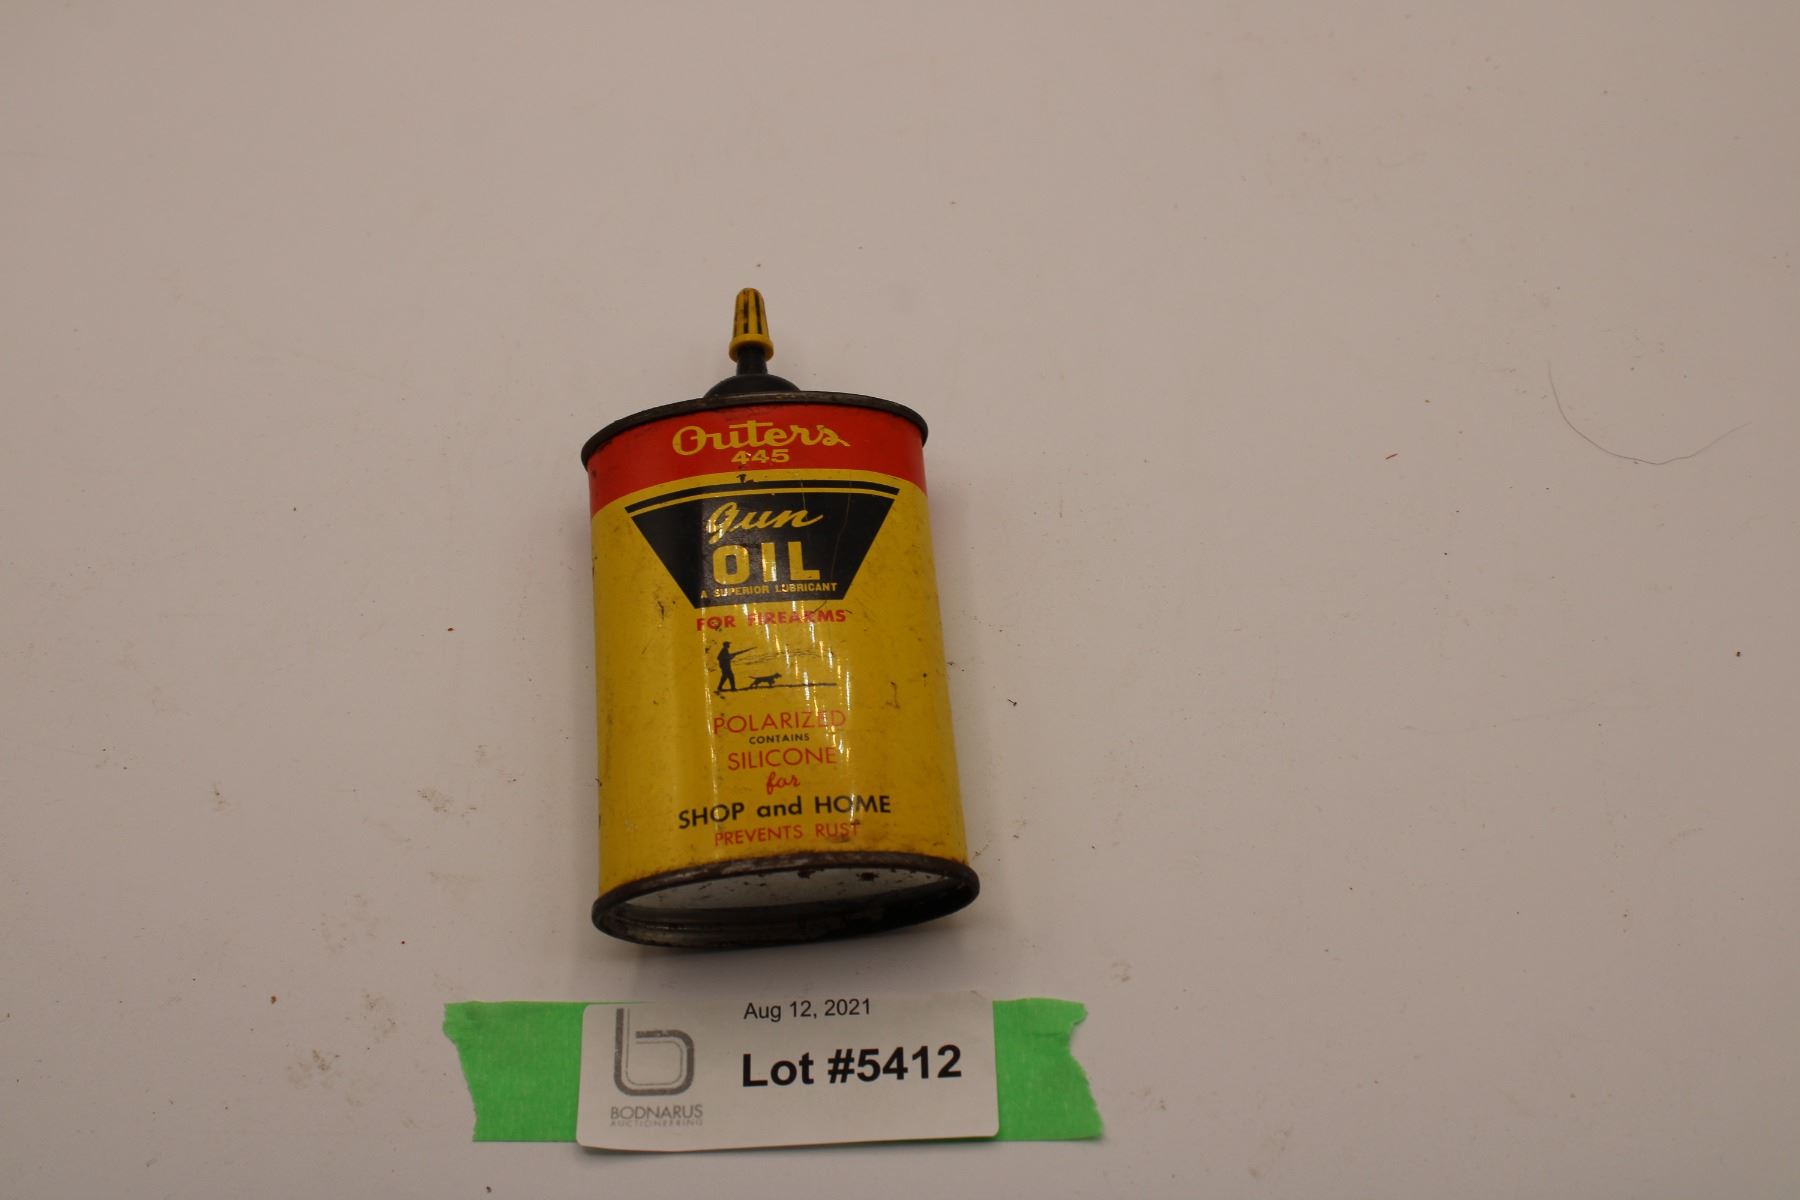 Outers
445
Gun
OIL
A SUPERIOR LUBRICANT
FOR FIREARMS
POLARIZED
CONTAINS
SILICONE
for
SHOP and HOME
PREVENTS RUST
Aug 12, 2021
Lot #5412
BODNARUS
AUCTIONEERING